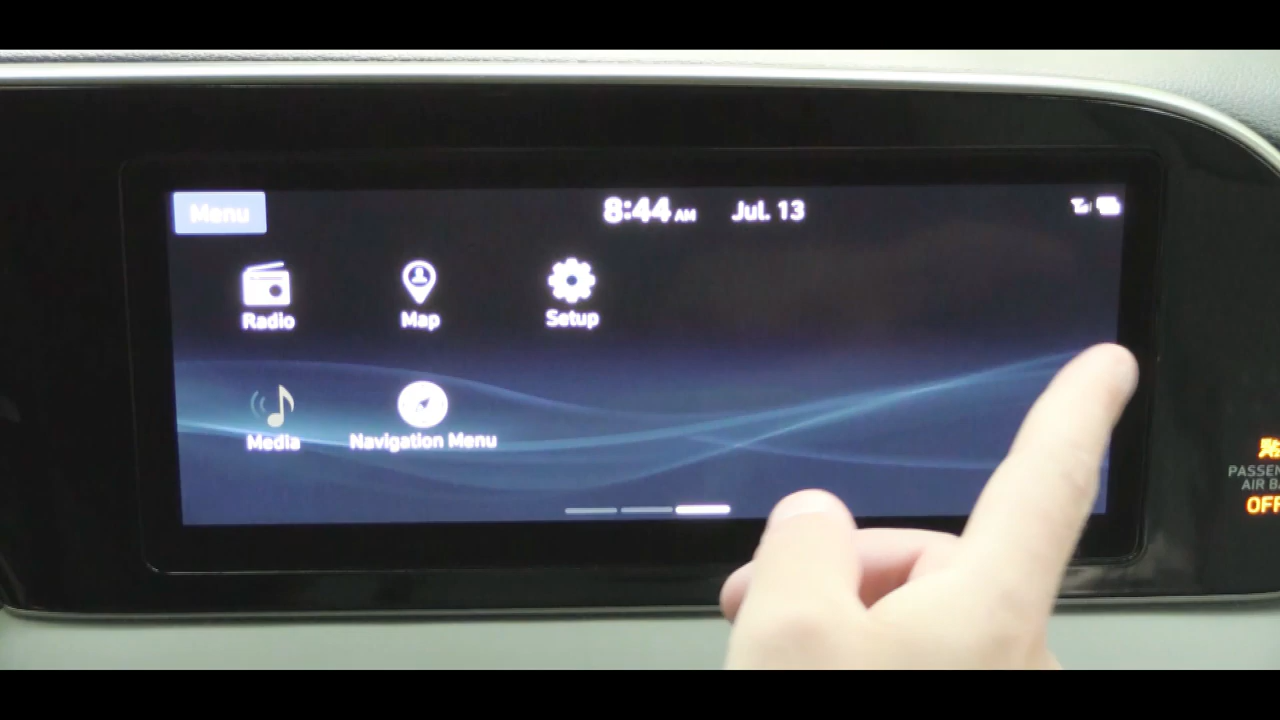 Menu
8:44 AM Jul. 13
Radio
Map
Setup
Media
Navigation Menu
PASSEN
AIR BA
OFF